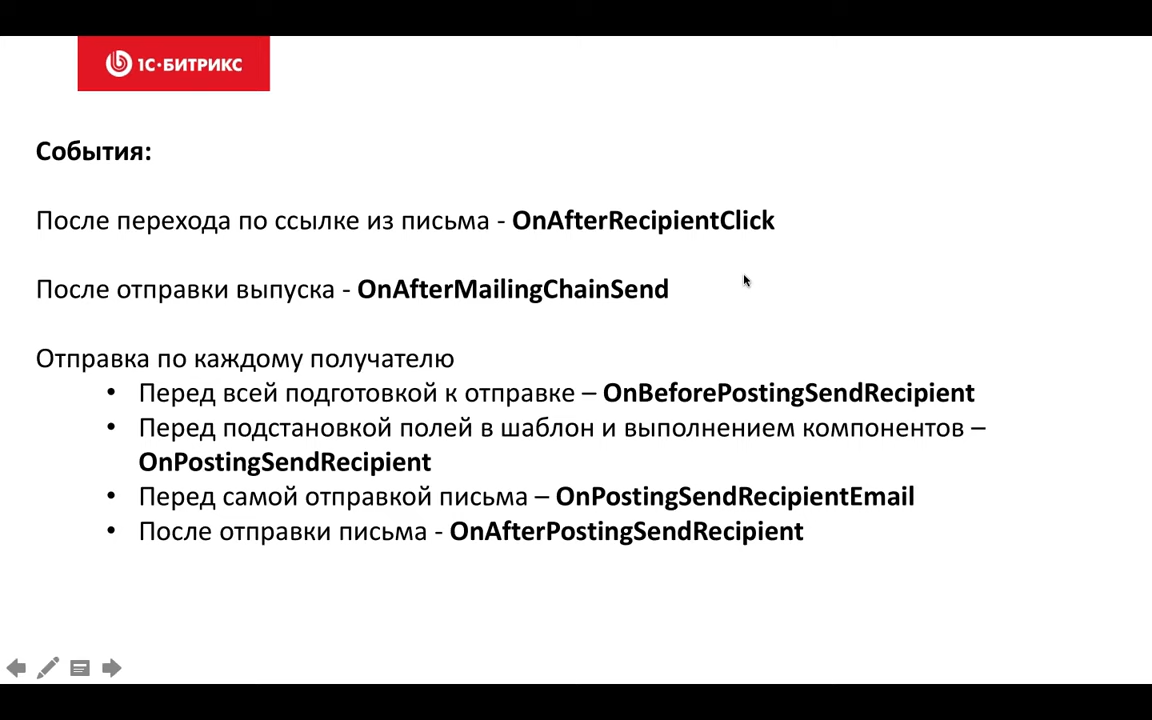 1С·БИТРИКС
События:
После перехода по ссылке из письма - OnAfterRecipientClick
После отправки выпуска - OnAfterMailingChainSend
Отправка по каждому получателю
• Перед всей подготовкой к отправке – OnBeforePostingSendRecipient
• Перед подстановкой полей в шаблон и выполнением компонентов –
OnPostingSendRecipient
• Перед самой отправкой письма – OnPostingSendRecipientEmail
• После отправки письма - OnAfterPostingSendRecipient